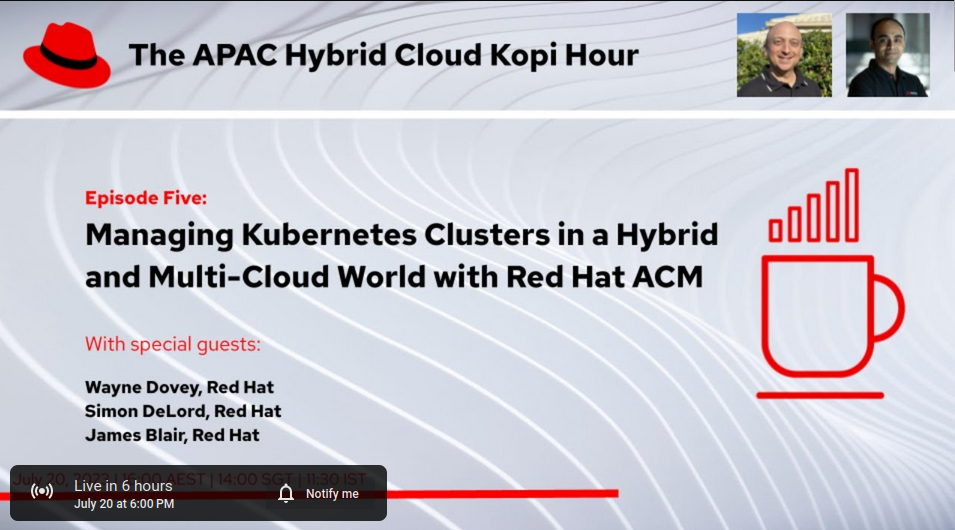 The APAC Hybrid Cloud Kopi Hour
Episode Five:
Managing Kubernetes Clusters in a Hybrid
and Multi-Cloud World with Red Hat ACM
With special guests:
Wayne Dovey, Red Hat
Simon DeLord, Red Hat
James Blair, Red Hat
July 20, 2023 | 16:00 AEST | 14:00 SGT | 11:30 IST
Live in 6 hours
July 20 at 6:00 PM
Notify me